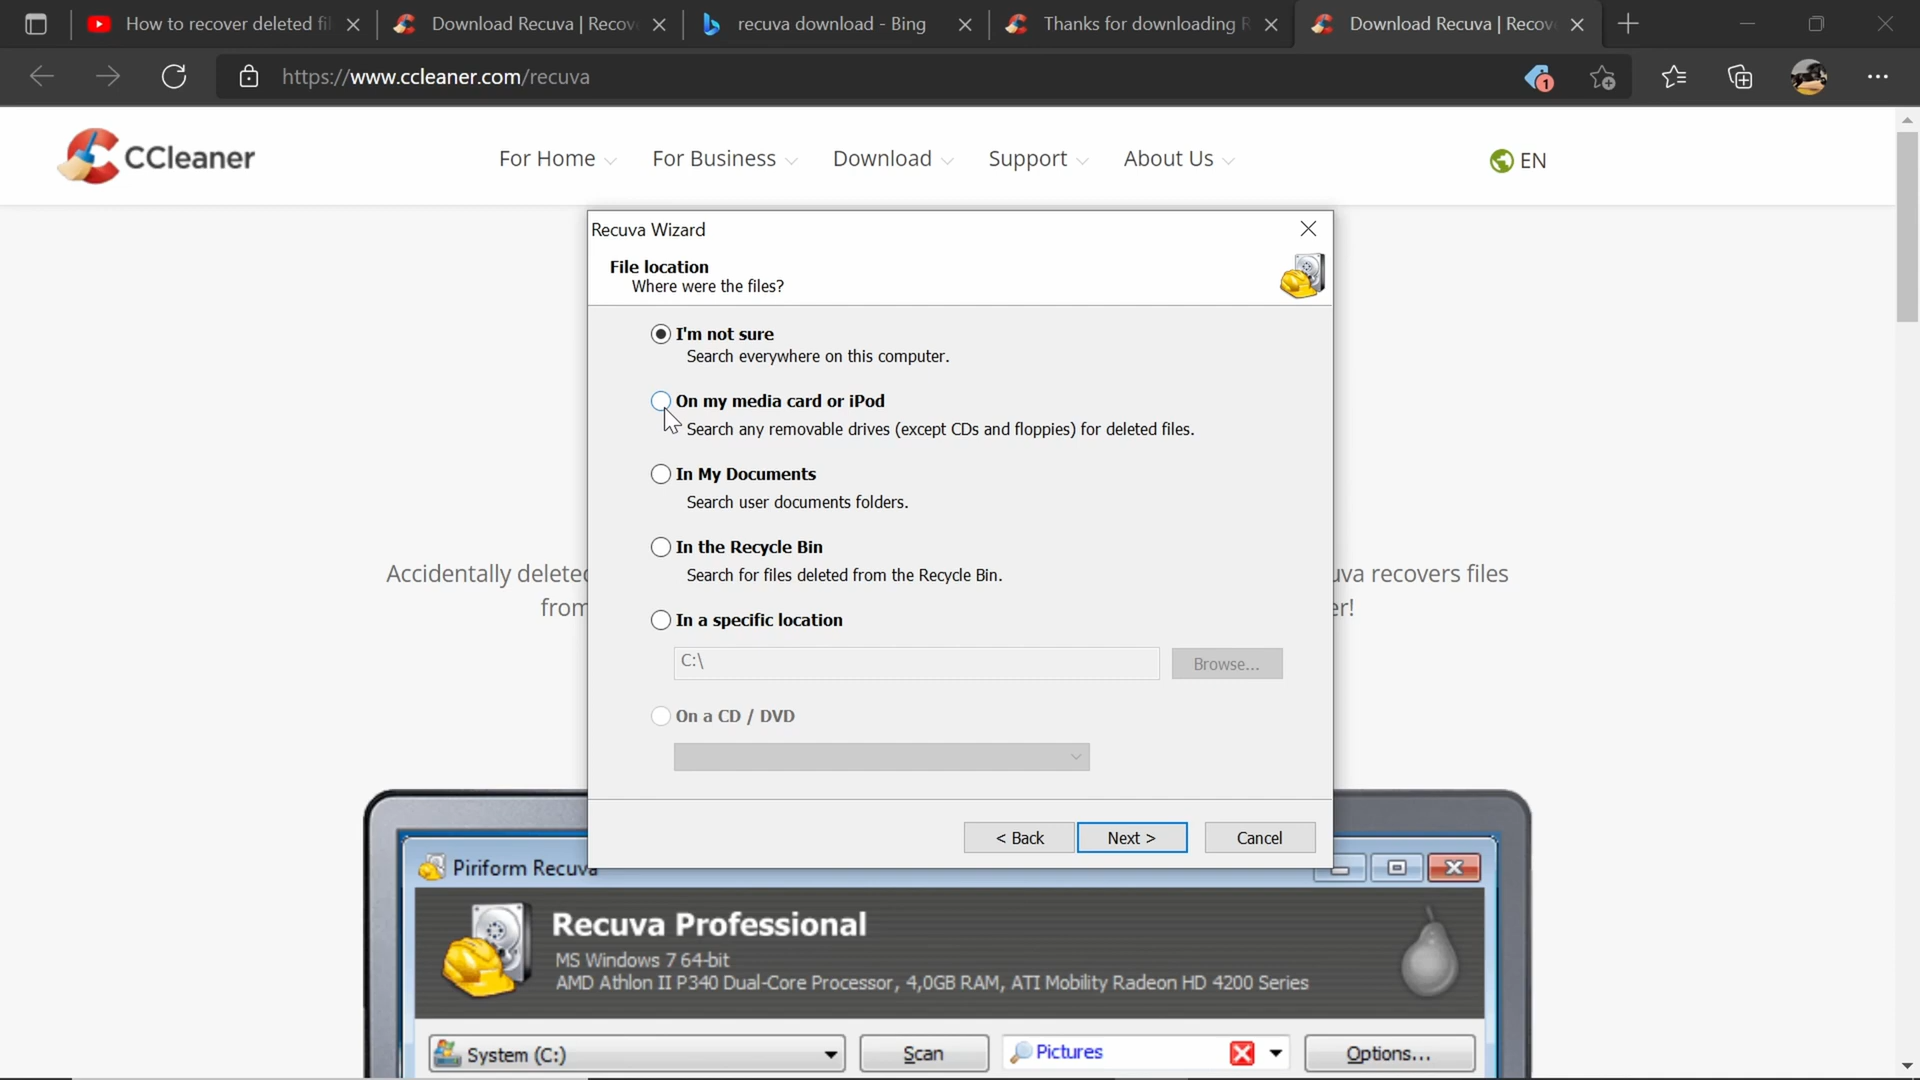 How to recover deleted fil
Download Recuva | Recov
recuva download - Bing
Thanks for downloading R
Download Recuva | Recov
https://www.ccleaner.com/recuva
1
CCleaner
For Home
For Business
Download
Support
About Us
EN
Recuva Wizard
File location
Where were the files?
I'm not sure
Search everywhere on this computer.
On my media card or iPod
Search any removable drives (except CDs and floppies) for deleted files.
In My Documents
Search user documents folders.
In the Recycle Bin
Search for files deleted from the Recycle Bin.
In a specific location
C:\
Browse...
On a CD / DVD
< Back
Next >
Cancel
Accidentally deleted
uva recovers files
from
er!
Piriform Recuva
Recuva Professional
MS Windows 7 64-bit
AMD Athlon II P340 Dual-Core Processor, 4,0GB RAM, ATI Mobility Radeon HD 4200 Series
System (C:)
Scan
Pictures
Options...